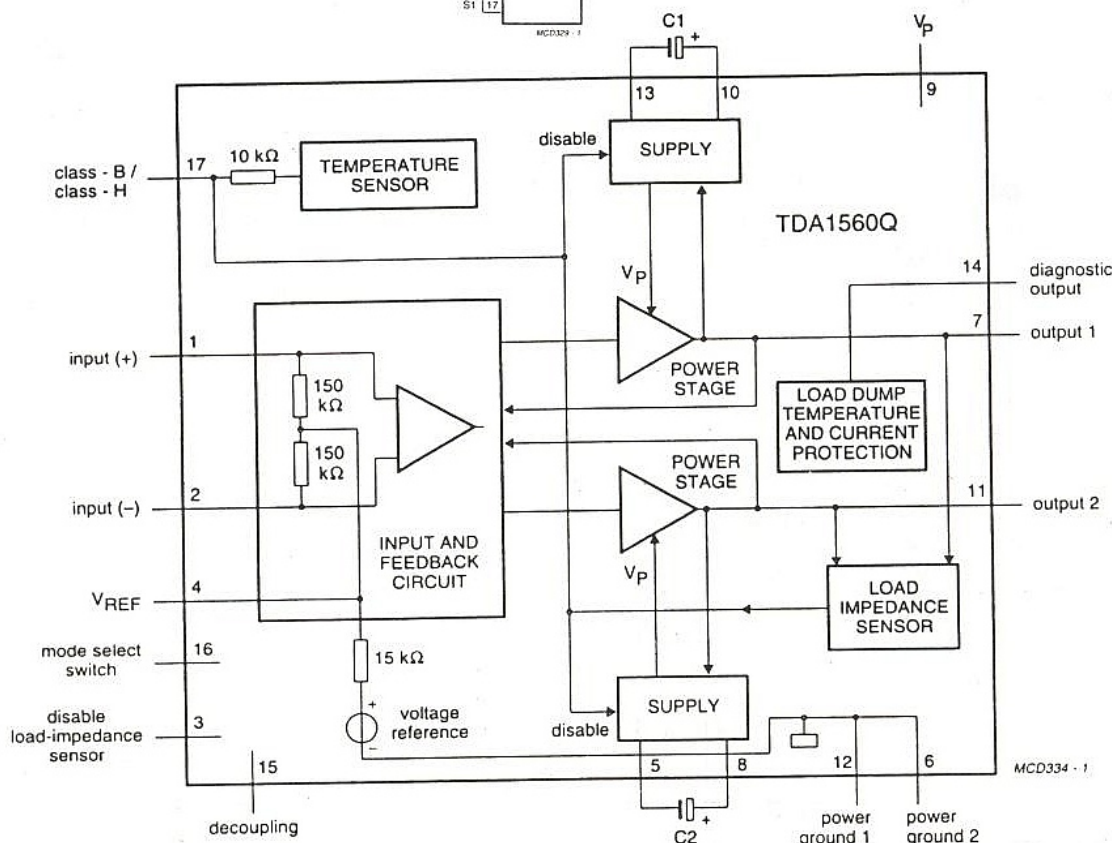 S1 17
MCD329 - 1
C1
+
VP
13
10
9
disable
SUPPLY
class - B /
class - H
17
10 kΩ
TEMPERATURE
SENSOR
TDA1560Q
14
diagnostic
output
VP
7
output 1
input (+)
1
150
kΩ
POWER
STAGE
LOAD DUMP
TEMPERATURE
AND CURRENT
PROTECTION
150
kΩ
POWER
STAGE
input (–)
2
11
output 2
INPUT AND
FEEDBACK
CIRCUIT
VP
LOAD
IMPEDANCE
SENSOR
VREF
4
mode select
switch
16
15 kΩ
disable
load-impedance
sensor
3
+
–
voltage
reference
SUPPLY
disable
15
5
8
12
6
MCD334 - 1
decoupling
C2
+
power
ground 1
power
ground 2